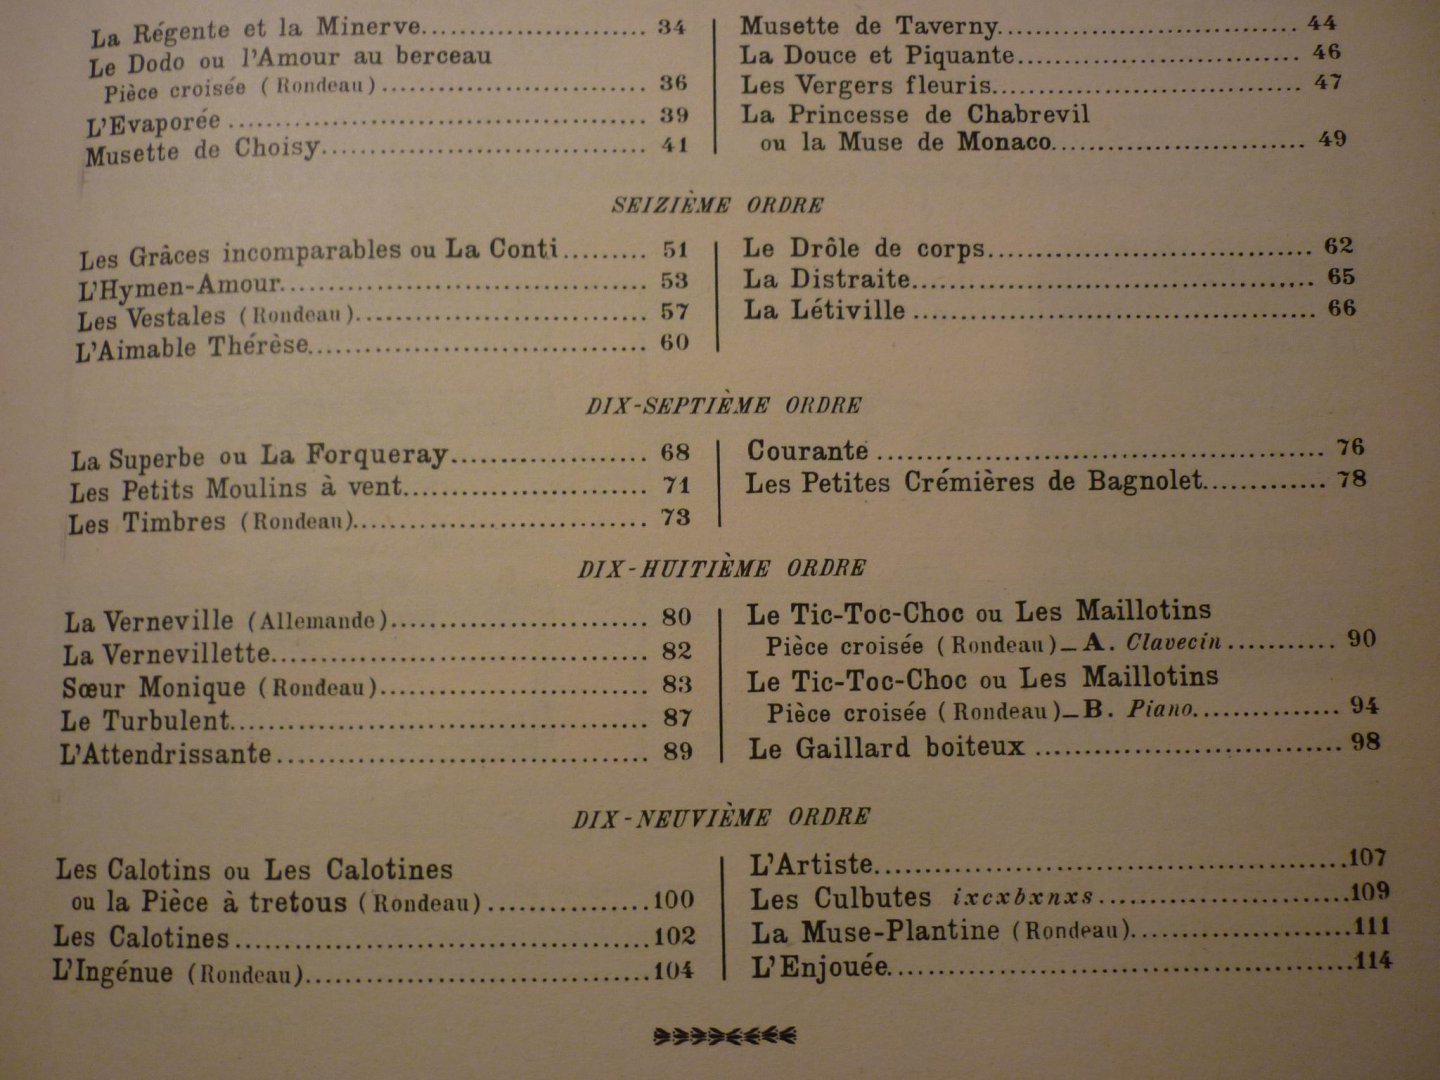 La Régente et la Minerve........................ 34
Le Dodo ou l'Amour au berceau
Pièce croisée (Rondeau)........................... 36
L'Evaporée........................................... 39
Musette de Choisy................................. 41
Musette de Taverny................................ 44
La Douce et Piquante.............................. 46
Les Vergers fleuris................................. 47
La Princesse de Chabrevil
ou la Muse de Monaco........................... 49
SEIZIÈME ORDRE
Les Grâces incomparables ou La Conti......... 51
L'Hymen-Amour..................................... 53
Les Vestales (Rondeau)............................. 57
L'Aimable Thérèse.................................. 60
Le Drôle de corps.................................. 62
La Distraite.......................................... 65
La Létiville........................................... 66
DIX-SEPTIÈME ORDRE
La Superbe ou La Forqueray.................... 68
Les Petits Moulins à vent......................... 71
Les Timbres (Rondeau)............................. 73
Courante.............................................. 76
Les Petites Crémières de Bagnolet............. 78
DIX-HUITIÈME ORDRE
La Verneville (Allemande).......................... 80
La Vernevillette...................................... 82
Sœur Monique (Rondeau)........................... 83
Le Turbulent.......................................... 87
L'Attendrissante..................................... 89
Le Tic-Toc-Choc ou Les Maillotins
Pièce croisée (Rondeau)_A. Clavecin........... 90
Le Tic-Toc-Choc ou Les Maillotins
Pièce croisée (Rondeau)_B. Piano............... 94
Le Gaillard boiteux................................. 98
DIX-NEUVIÈME ORDRE
Les Calotins ou Les Calotines
ou la Pièce à tretous (Rondeau)................ 100
Les Calotines........................................ 102
L'Ingénue (Rondeau)................................ 104
L'Artiste.............................................. 107
Les Culbutes ixcxbxnxs........................... 109
La Muse-Plantine (Rondeau)...................... 111
L'Enjouée............................................. 114